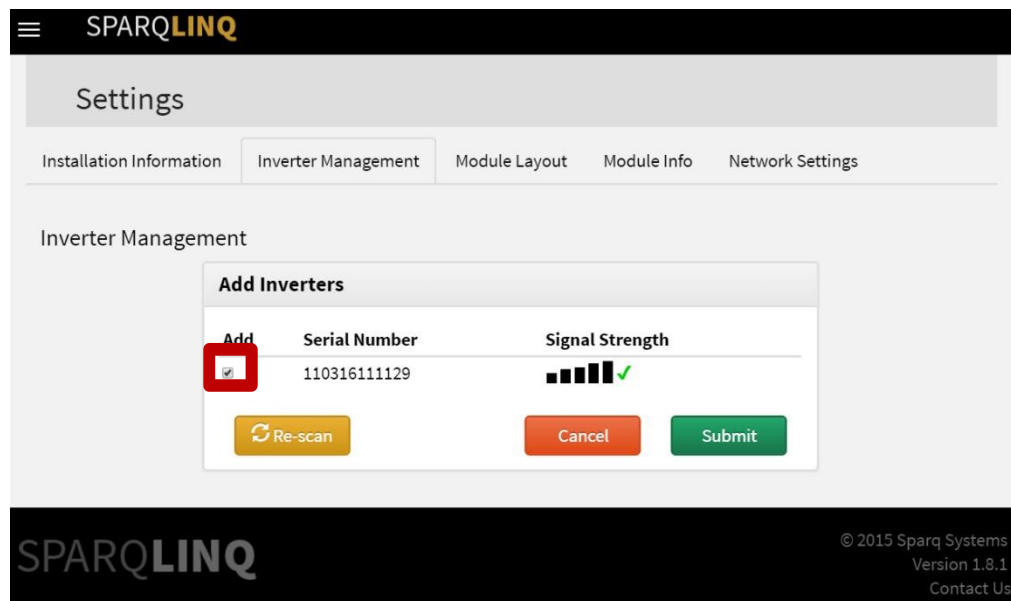 SPARQLINQ
Settings
Installation Information Inverter Management Module Layout Module Info Network Settings
Inverter Management
Add Inverters
Add Serial Number Signal Strength
110316111129
Re-scan Cancel Submit
SPARQLINQ
© 2015 Sparq Systems
Version 1.8.1
Contact Us